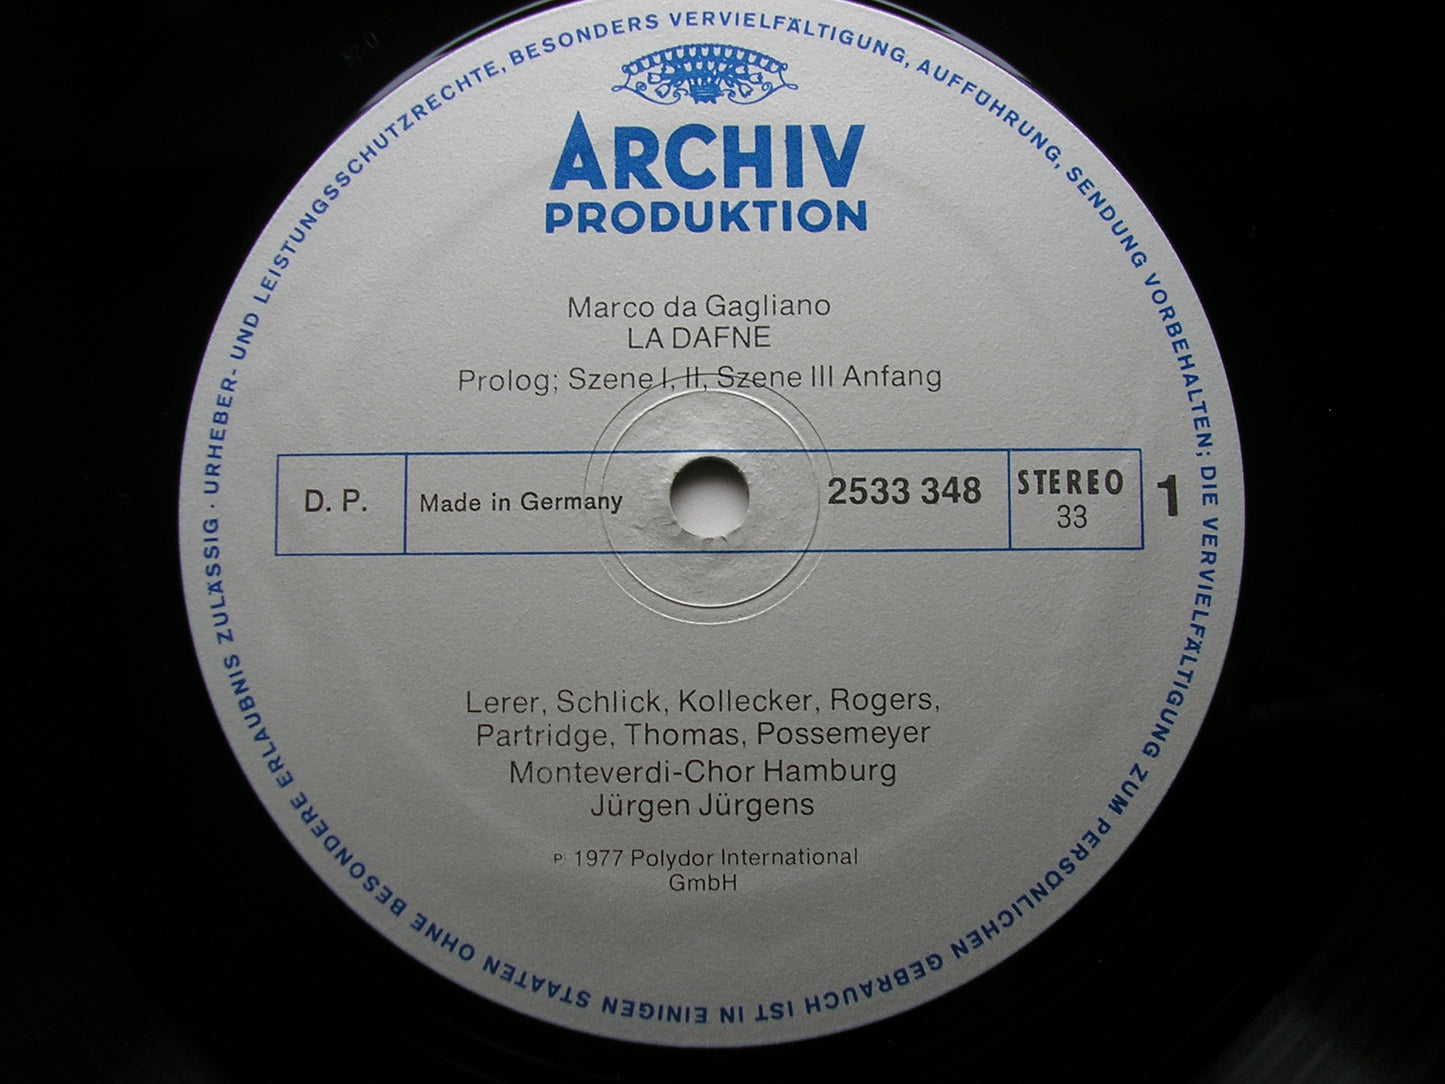 URHEBER- UND LEISTUNGSSCHUTZRECHTE, BESONDERS VERVIELFÄLTIGUNG, AUFFÜHRUNG, SENDUNG VORBEHALTEN; DIE VERVIELFÄLTIGUNG ZUM PERSÖNLICHEN GEBRAUCH IST IN EINIGEN STAATEN OHNE BESONDERE ERLAUBNIS ZULÄSSIG ·
ARCHIV
PRODUKTION
Marco da Gagliano
LA DAFNE
Prolog; Szene I, II, Szene III Anfang
D. P. Made in Germany 2533 348 STEREO 1
33
Lerer, Schlick, Kollecker, Rogers,
Partridge, Thomas, Possemeyer
Monteverdi-Chor Hamburg
Jürgen Jürgens
P 1977 Polydor International
GmbH